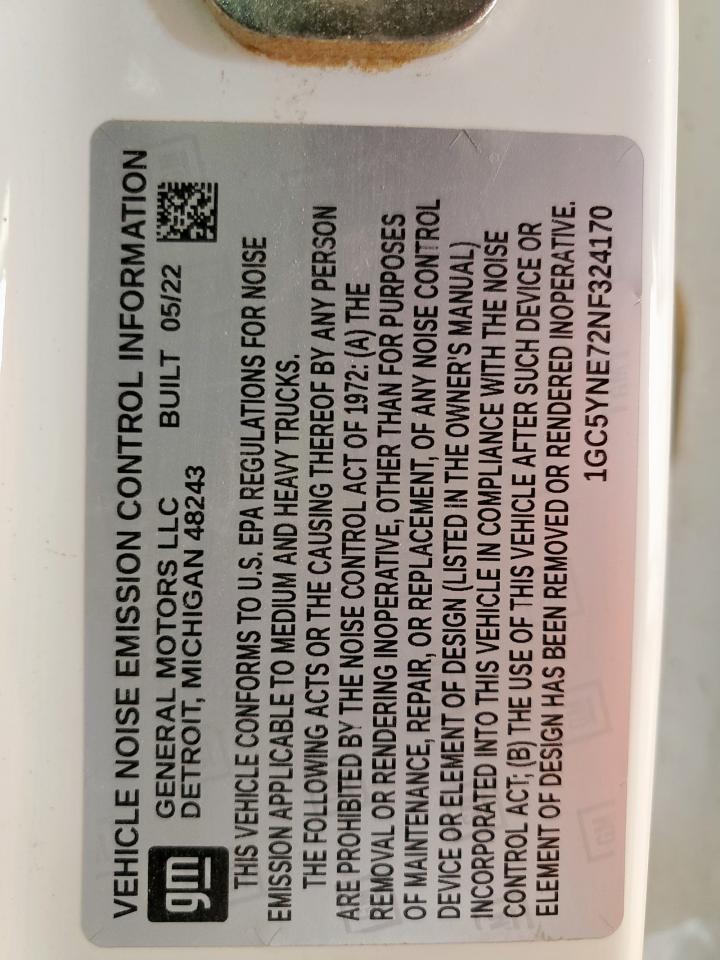 VEHICLE NOISE EMISSION CONTROL INFORMATION
gm
GENERAL MOTORS LLC
DETROIT, MICHIGAN 48243
BUILT 05/22
THIS VEHICLE CONFORMS TO U.S. EPA REGULATIONS FOR NOISE
EMISSION APPLICABLE TO MEDIUM AND HEAVY TRUCKS.
THE FOLLOWING ACTS OR THE CAUSING THEREOF BY ANY PERSON
ARE PROHIBITED BY THE NOISE CONTROL ACT OF 1972: (A) THE
REMOVAL OR RENDERING INOPERATIVE, OTHER THAN FOR PURPOSES
OF MAINTENANCE, REPAIR, OR REPLACEMENT, OF ANY NOISE CONTROL
DEVICE OR ELEMENT OF DESIGN (LISTED IN THE OWNER'S MANUAL)
INCORPORATED INTO THIS VEHICLE IN COMPLIANCE WITH THE NOISE
CONTROL ACT; (B) THE USE OF THIS VEHICLE AFTER SUCH DEVICE OR
ELEMENT OF DESIGN HAS BEEN REMOVED OR RENDERED INOPERATIVE.
1GC5YNE72NF324170